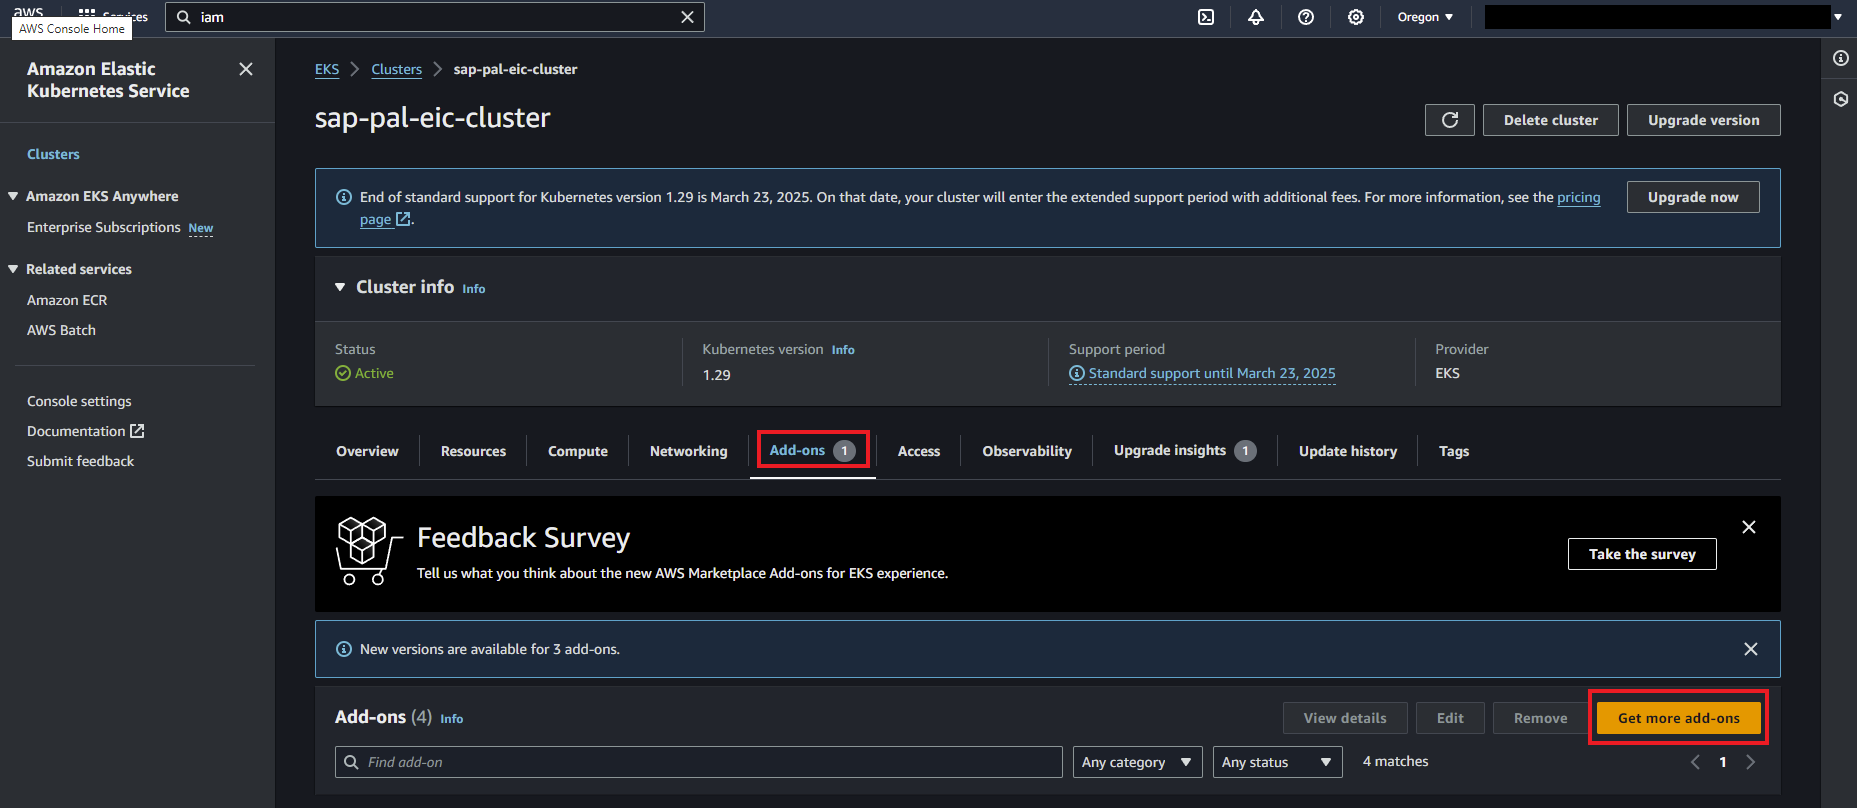 aws
Services
iam
Oregon
AWS Console Home
Amazon Elastic
Kubernetes Service
Clusters
Amazon EKS Anywhere
Enterprise Subscriptions New
Related services
Amazon ECR
AWS Batch
Console settings
Documentation
Submit feedback
EKS
Clusters
sap-pal-eic-cluster
sap-pal-eic-cluster
Delete cluster
Upgrade version
End of standard support for Kubernetes version 1.29 is March 23, 2025. On that date, your cluster will enter the extended support period with additional fees. For more information, see the pricing
page.
Upgrade now
Cluster info Info
Status
Active
Kubernetes version Info
1.29
Support period
Standard support until March 23, 2025
Provider
EKS
Overview
Resources
Compute
Networking
Add-ons 1
Access
Observability
Upgrade insights 1
Update history
Tags
Feedback Survey
Tell us what you think about the new AWS Marketplace Add-ons for EKS experience.
Take the survey
New versions are available for 3 add-ons.
Add-ons (4) Info
View details
Edit
Remove
Get more add-ons
Find add-on
Any category
Any status
4 matches
1